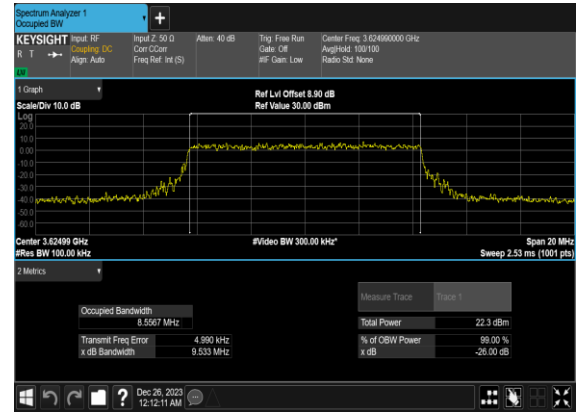 Spectrum Analyzer 1
Occupied BW
KEYSIGHT Input: RF Input Z: 50 Ω Atten: 40 dB Trig: Free Run Center Freq: 3.624990000 GHz
R T Coupling: DC Corr CCorr Gate: Off Avg|Hold: 100/100
Align: Auto Freq Ref: Int (S) #IF Gain: Low Radio Std: None
LW
1 Graph
Ref Lvl Offset 8.90 dB
Scale/Div 10.0 dB Ref Value 30.00 dBm
Log
20.0
10.0
0.00
-10.0
-20.0
-30.0
-40.0
-50.0
-60.0
Center 3.62499 GHz #Video BW 300.00 kHz* Span 20 MHz
#Res BW 100.00 kHz Sweep 2.53 ms (1001 pts)
2 Metrics
Measure Trace Trace 1
Occupied Bandwidth
8.5567 MHz Total Power 22.3 dBm
Transmit Freq Error 4.990 kHz % of OBW Power 99.00 %
x dB Bandwidth 9.533 MHz x dB -26.00 dB
? Dec 26, 2023
12:12:11 AM